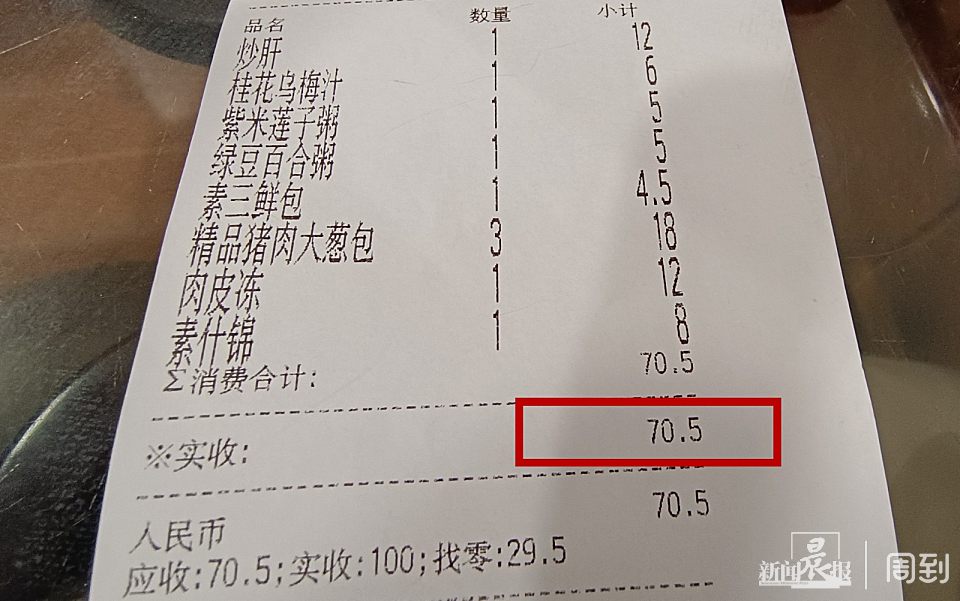 品名 数量 小计
炒肝 1 12
桂花乌梅汁 1 6
紫米莲子粥 1 5
绿豆百合粥 1 5
素三鲜包 1 4.5
精品猪肉大葱包 3 18
肉皮冻 1 12
素什锦 1 8
Σ消费合计: 70.5
※实收: 70.5
人民币 70.5
应收:70.5;实收:100;找零:29.5
新闻晨报 周到